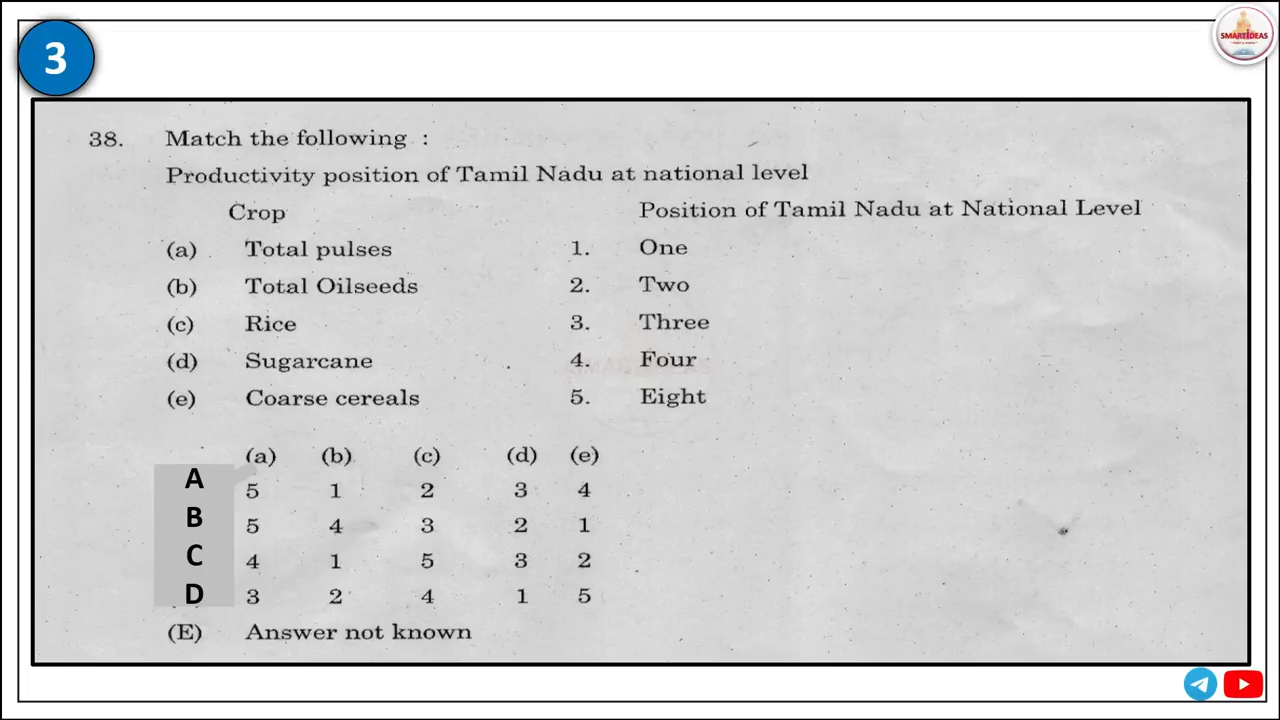 3
SMARTIDEAS
38. Match the following :
Productivity position of Tamil Nadu at national level
Crop Position of Tamil Nadu at National Level
(a) Total pulses 1. One
(b) Total Oilseeds 2. Two
(c) Rice 3. Three
(d) Sugarcane 4. Four
(e) Coarse cereals 5. Eight
SMARTIDEAS
(a) (b) (c) (d) (e)
A 5 1 2 3 4
B 5 4 3 2 1
C 4 1 5 3 2
D 3 2 4 1 5
(E) Answer not known